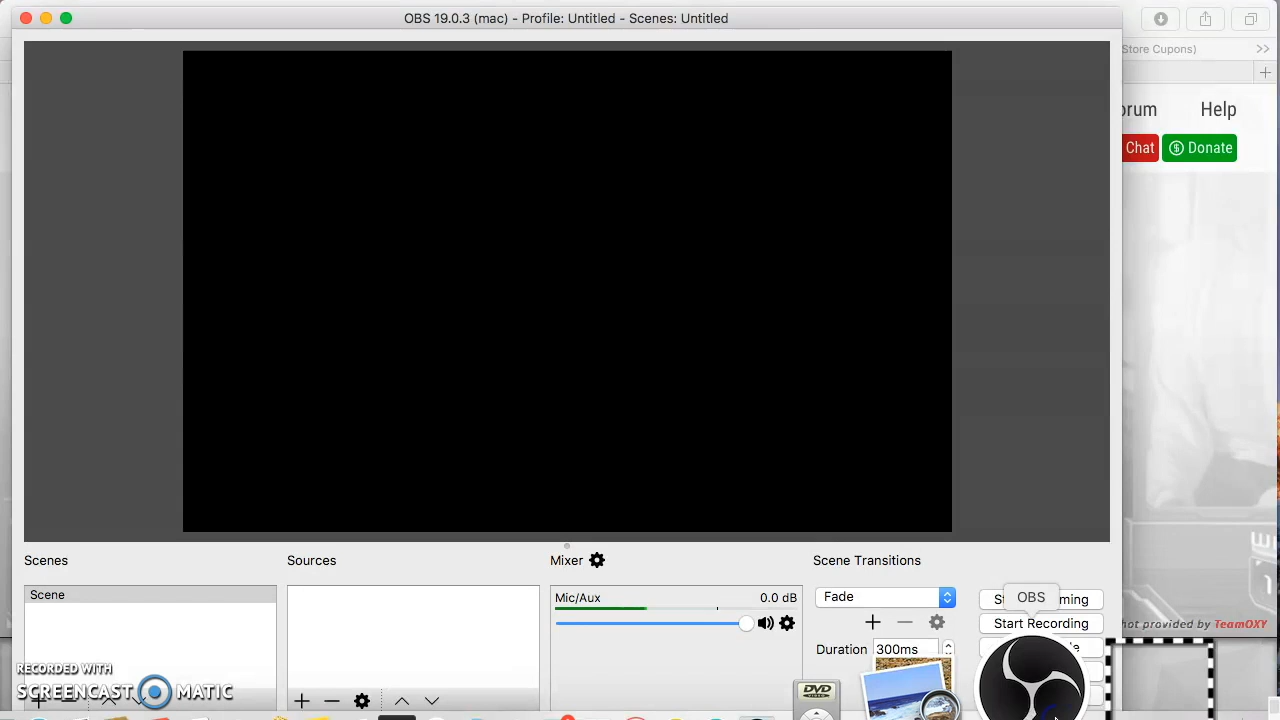 OBS 19.0.3 (mac) - Profile: Untitled - Scenes: Untitled
Store Cupons)
Help
Chat
Donate
Scenes
Sources
Mixer
Scene Transitions
Scene
Mic/Aux
0.0 dB
Fade
OBS
Start Recording
Duration
300ms
hot provided by TeamOXY
RECORDED WITH
SCREENCAST MATIC
DVD